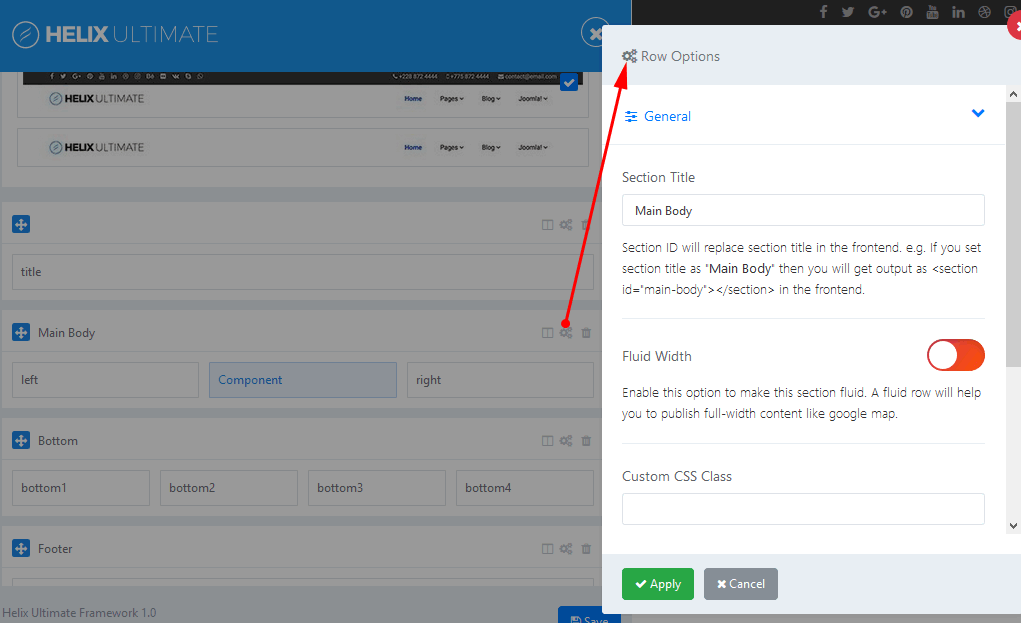 HELIX ULTIMATE
+228 872 4444 +775 872 4444 contact@email.com
HELIX ULTIMATE Home Pages Blog Joomla!
HELIX ULTIMATE Home Pages Blog Joomla!
title
Main Body
left Component right
Bottom
bottom1 bottom2 bottom3 bottom4
Footer
Helix Ultimate Framework 1.0
Save
Row Options
General
Section Title
Main Body
Section ID will replace section title in the frontend. e.g. If you set
section title as "Main Body" then you will get output as <section
id="main-body"></section> in the frontend.
Fluid Width
Enable this option to make this section fluid. A fluid row will help
you to publish full-width content like google map.
Custom CSS Class
Apply Cancel